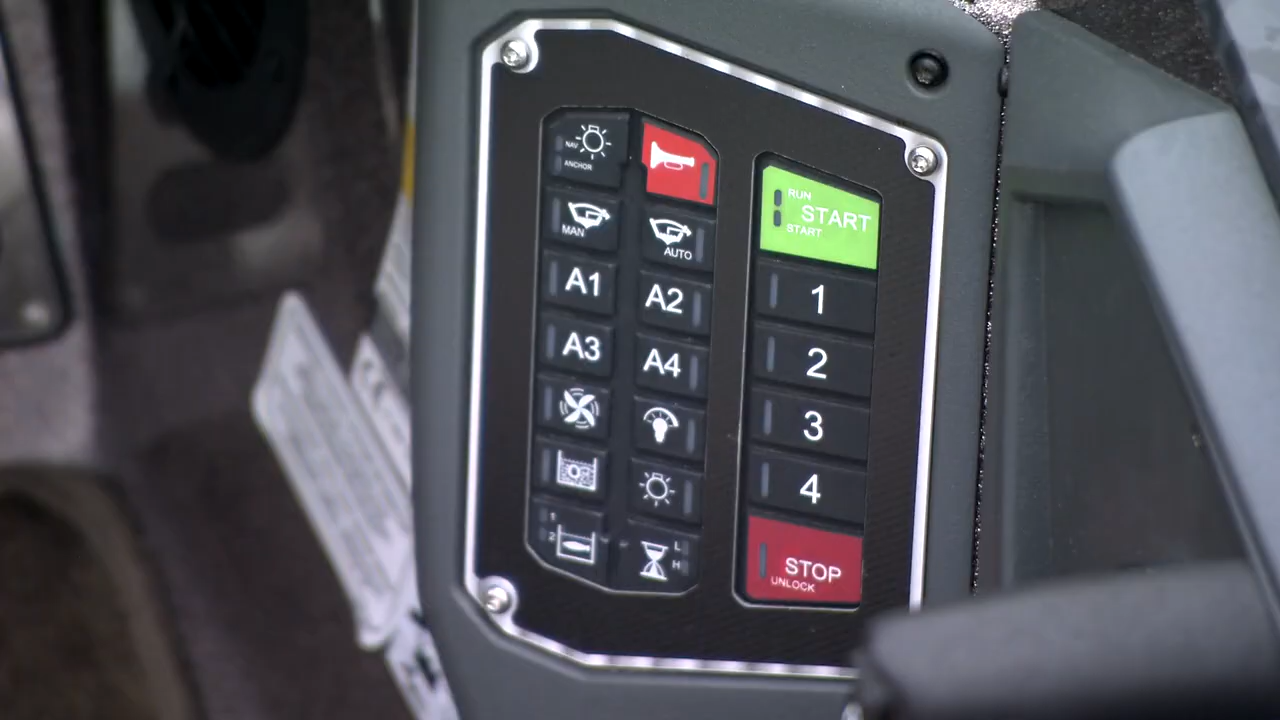 NAV
ANCHOR
MAN
AUTO
A1
A2
A3
A4
1
2
L
H
RUN
START
START
1
2
3
4
STOP
UNLOCK